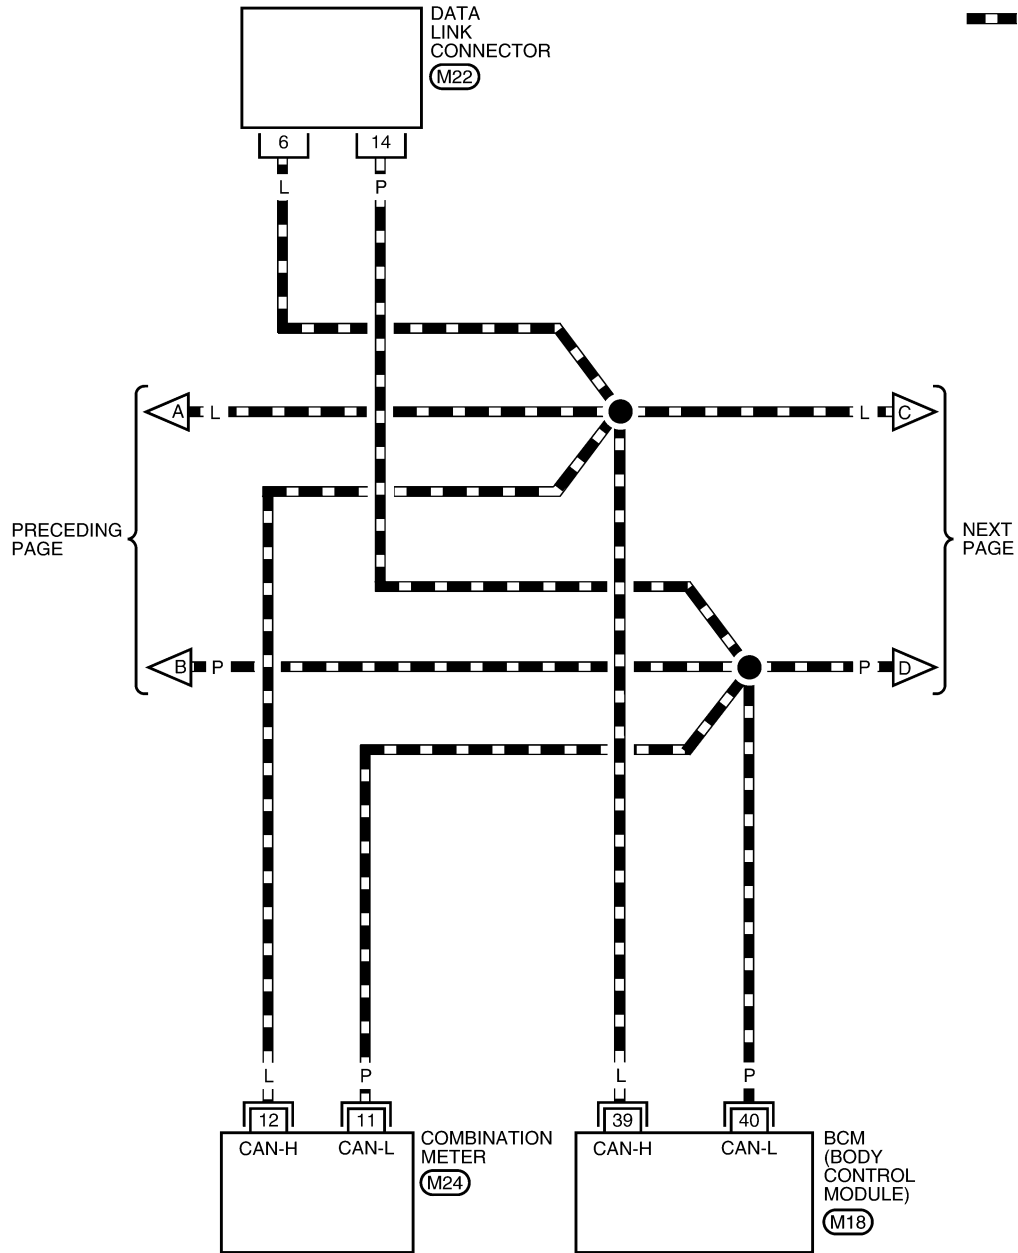 DATA
LINK
CONNECTOR
M22
6 14
L P
A L L C
PRECEDING
PAGE
NEXT
PAGE
B P P D
L P L P
12 11 39 40
CAN-H CAN-L CAN-H CAN-L
COMBINATION
METER
M24
BCM
(BODY
CONTROL
MODULE)
M18